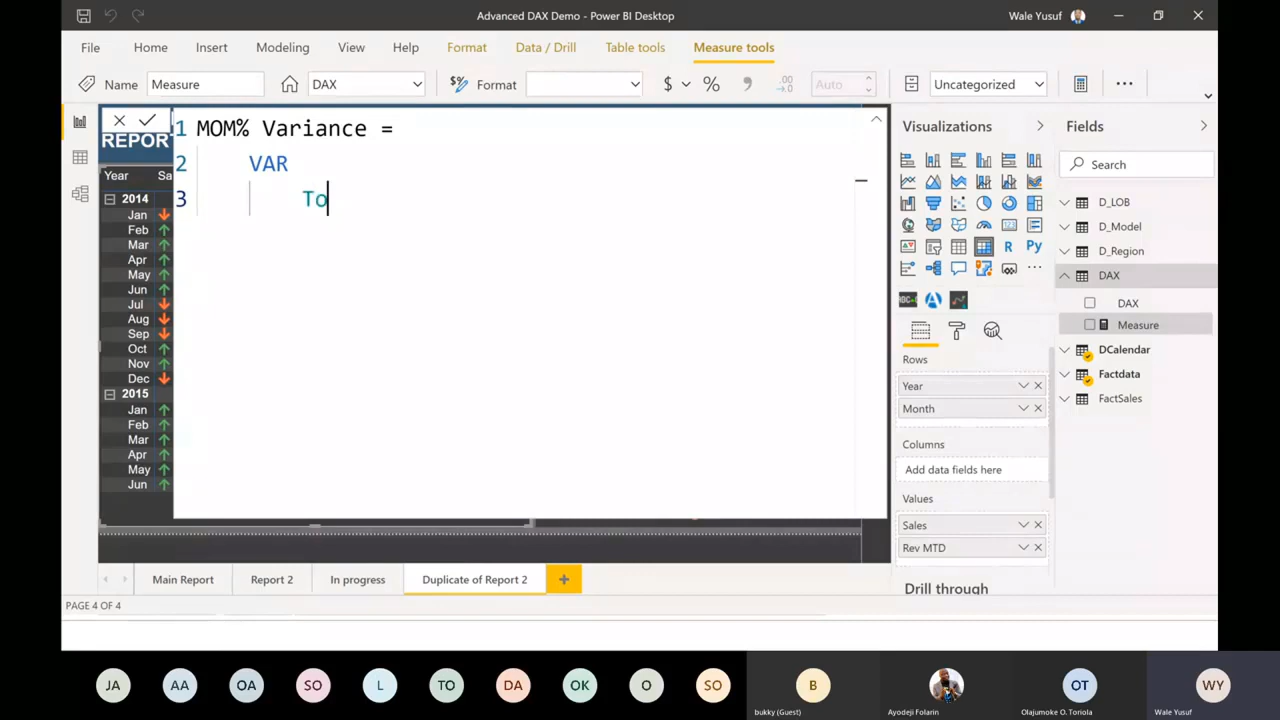 Advanced DAX Demo - Power BI Desktop
Wale Yusuf
File Home Insert Modeling View Help Format Data / Drill Table tools Measure tools
Name Measure DAX Format $ % Auto Uncategorized
REPOR
1 MOM% Variance =
2 VAR
3 To
Year Sa
2014
Jan
Feb
Mar
Apr
May
Jun
Jul
Aug
Sep
Oct
Nov
Dec
2015
Jan
Feb
Mar
Apr
May
Jun
Visualizations
R Py
Rows
Year
Month
Columns
Add data fields here
Values
Sales
Rev MTD
Drill through
Fields
Search
D_LOB
D_Model
D_Region
DAX
DAX
Measure
DCalendar
Factdata
FactSales
Main Report Report 2 In progress Duplicate of Report 2 +
PAGE 4 OF 4
JA AA OA SO L TO DA OK O SO B OT WY
bukky (Guest) Ayodeji Folarin Olajumoke O. Toriola Wale Yusuf